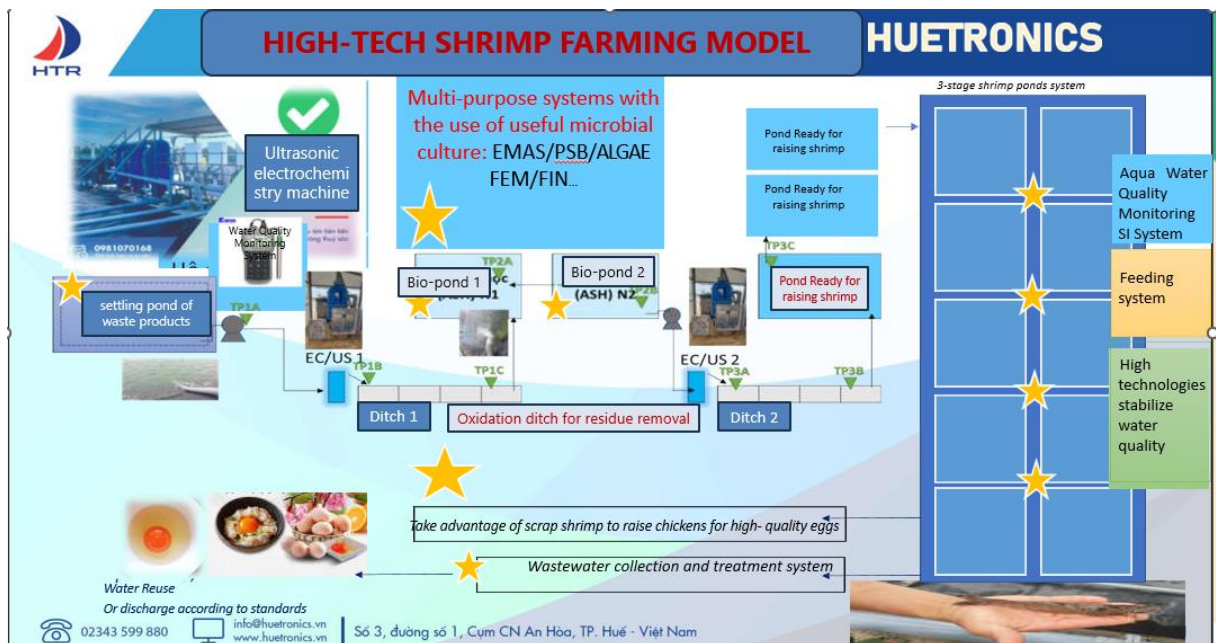 HTR
HIGH-TECH SHRIMP FARMING MODEL
HUETRONICS
3-stage shrimp ponds system
Multi-purpose systems with
the use of useful microbial
culture: EMAS/PSB/ALGAE
FEM/FIN...
Ultrasonic
electrochemi
stry machine
0981070168
Water Quality
Monitoring
System
Pond Ready for
raising shrimp
Pond Ready for
raising shrimp
TP3C
Pond Ready for
raising shrimp
Aqua Water
Quality
Monitoring
SI System
Feeding
system
High
technologies
stabilize
water
quality
settling pond of
waste products
TP1A
Bio-pond 1
TP2A
Bio-pond 2
(ASH) N2
TP2B
EC/US 1
TP1B
TP1C
EC/US 2
TP3A
TP3B
Ditch 1
Oxidation ditch for residue removal
Ditch 2
Take advantage of scrap shrimp to raise chickens for high- quality eggs
Wastewater collection and treatment system
Water Reuse
Or discharge according to standards
02343 599 880
info@huetronics.vn
www.huetronics.vn
Số 3, đường số 1, Cụm CN An Hòa, TP. Huế - Việt Nam